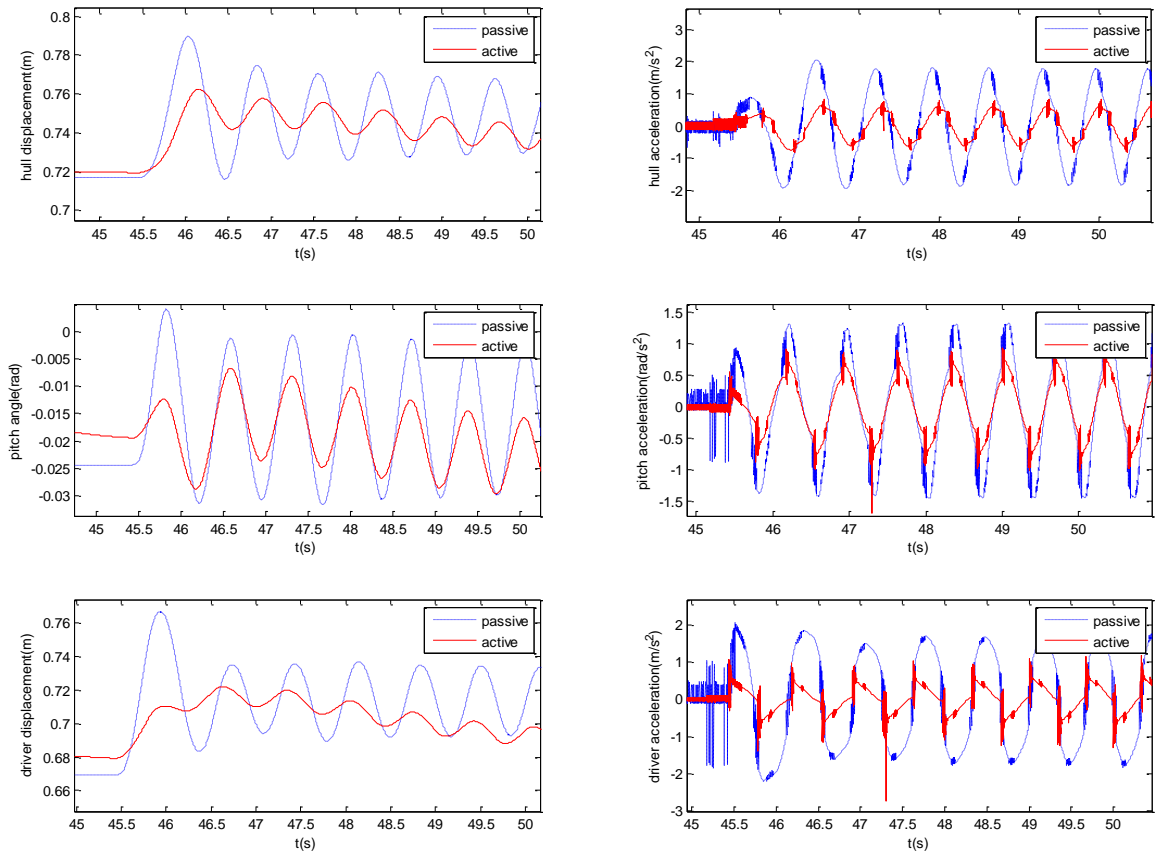 0.8
0.78
0.76
0.74
0.72
0.7
hull displacement(m)
45 45.5 46 46.5 47 47.5 48 48.5 49 49.5 50
t(s)
passive
active
3
2
1
0
-1
-2
hull acceleration(m/s²)
45 46 47 48 49 50
t(s)
passive
active
0
-0.005
-0.01
-0.015
-0.02
-0.025
-0.03
pitch angle(rad)
45 45.5 46 46.5 47 47.5 48 48.5 49 49.5 50
t(s)
passive
active
1.5
1
0.5
0
-0.5
-1
-1.5
pitch acceleration(rad/s²)
45 46 47 48 49 50
t(s)
passive
active
0.76
0.74
0.72
0.7
0.68
0.66
driver displacement(m)
45 45.5 46 46.5 47 47.5 48 48.5 49 49.5 50
t(s)
passive
active
2
1
0
-1
-2
-3
driver acceleration(m/s²)
45 45.5 46 46.5 47 47.5 48 48.5 49 49.5 50
t(s)
passive
active